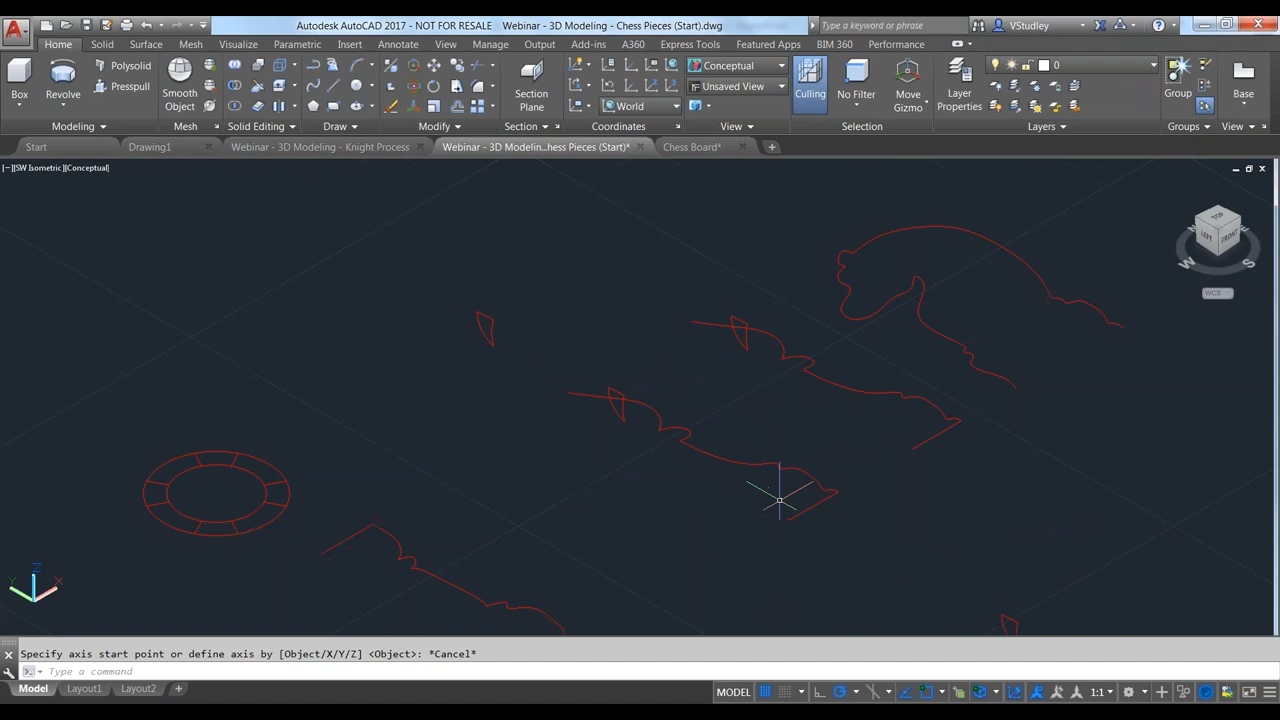 Autodesk AutoCAD 2017 - NOT FOR RESALE Webinar - 3D Modeling - Chess Pieces (Start).dwg Type a keyword or phrase VStudley
Home Solid Surface Mesh Visualize Parametric Insert Annotate View Manage Output Add-ins A360 Express Tools Featured Apps BIM 360 Performance
Polysolid Conceptual 0
Presspull Unsaved View
Box Revolve Smooth Object Section Plane World Culling No Filter Move Gizmo Layer Properties Group Base
Modeling Mesh Solid Editing Draw Modify Section Coordinates View Selection Layers Groups View
Start Drawing1 Webinar - 3D Modeling - Knight Process Webinar - 3D Modelin...hess Pieces (Start)* Chess Board*
[−][SW Isometric][Conceptual]
TOP
LEFT FRONT
W S
WCS
Z
Y X
Specify axis start point or define axis by [Object/X/Y/Z] <Object>: *Cancel*
Type a command
Model Layout1 Layout2 MODEL 1:1